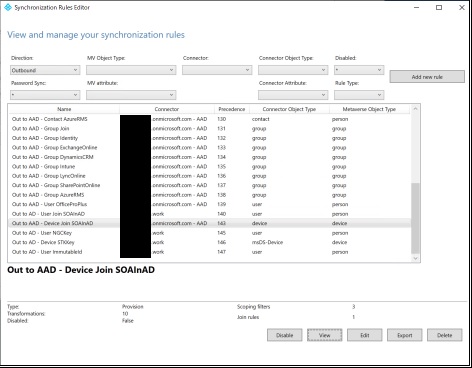 Synchronization Rules Editor
View and manage your synchronization rules
Direction: MV Object Type: Connector: Connector Object Type: Disabled:
Outbound *
Add new rule
Password Sync: MV attribute: Connector Attribute: Rule Type:
* *
Name Connector Precedence Connector Object Type Metaverse Object Type
Out to AAD - Contact AzureRMS .onmicrosoft.com - AAD 130 contact person
Out to AAD - Group Join .onmicrosoft.com - AAD 131 group group
Out to AAD - Group Identity .onmicrosoft.com - AAD 132 group group
Out to AAD - Group ExchangeOnline .onmicrosoft.com - AAD 133 group group
Out to AAD - Group DynamicsCRM .onmicrosoft.com - AAD 134 group group
Out to AAD - Group Intune .onmicrosoft.com - AAD 135 group group
Out to AAD - Group LyncOnline .onmicrosoft.com - AAD 136 group group
Out to AAD - Group SharePointOnline .onmicrosoft.com - AAD 137 group group
Out to AAD - Group AzureRMS .onmicrosoft.com - AAD 138 group group
Out to AAD - User OfficeProPlus .onmicrosoft.com - AAD 139 user person
Out to AD - User Join SOAInAD .work 140 user person
Out to AAD - Device Join SOAInAD .onmicrosoft.com - AAD 143 device device
Out to AD - User NGCKey .work 145 user person
Out to AD - Device STKKey .work 146 msDS-Device device
Out to AD - User ImmutableId .work 147 user person
Out to AAD - Device Join SOAInAD
Type: Provision Scoping filters 3
Transformations: 10
Join rules 1
Disabled: False
Disable View Edit Export Delete